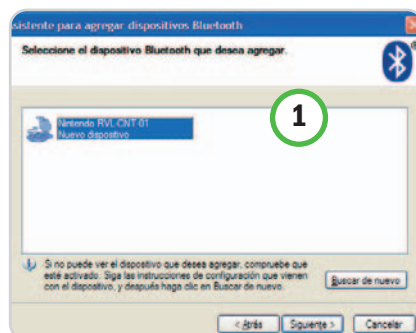 sistente para agregar dispositivos Bluetooth
Seleccione el dispositivo Bluetooth que desea agregar.
1
Nintendo RVL-CNT-01
Nuevo dispositivo
Si no puede ver el dispositivo que desea agregar, compruebe que
esté activado. Siga las instrucciones de configuración que vienen
con el dispositivo, y después haga clic en Buscar de nuevo.
Buscar de nuevo
< Atrás
Siguiente >
Cancelar